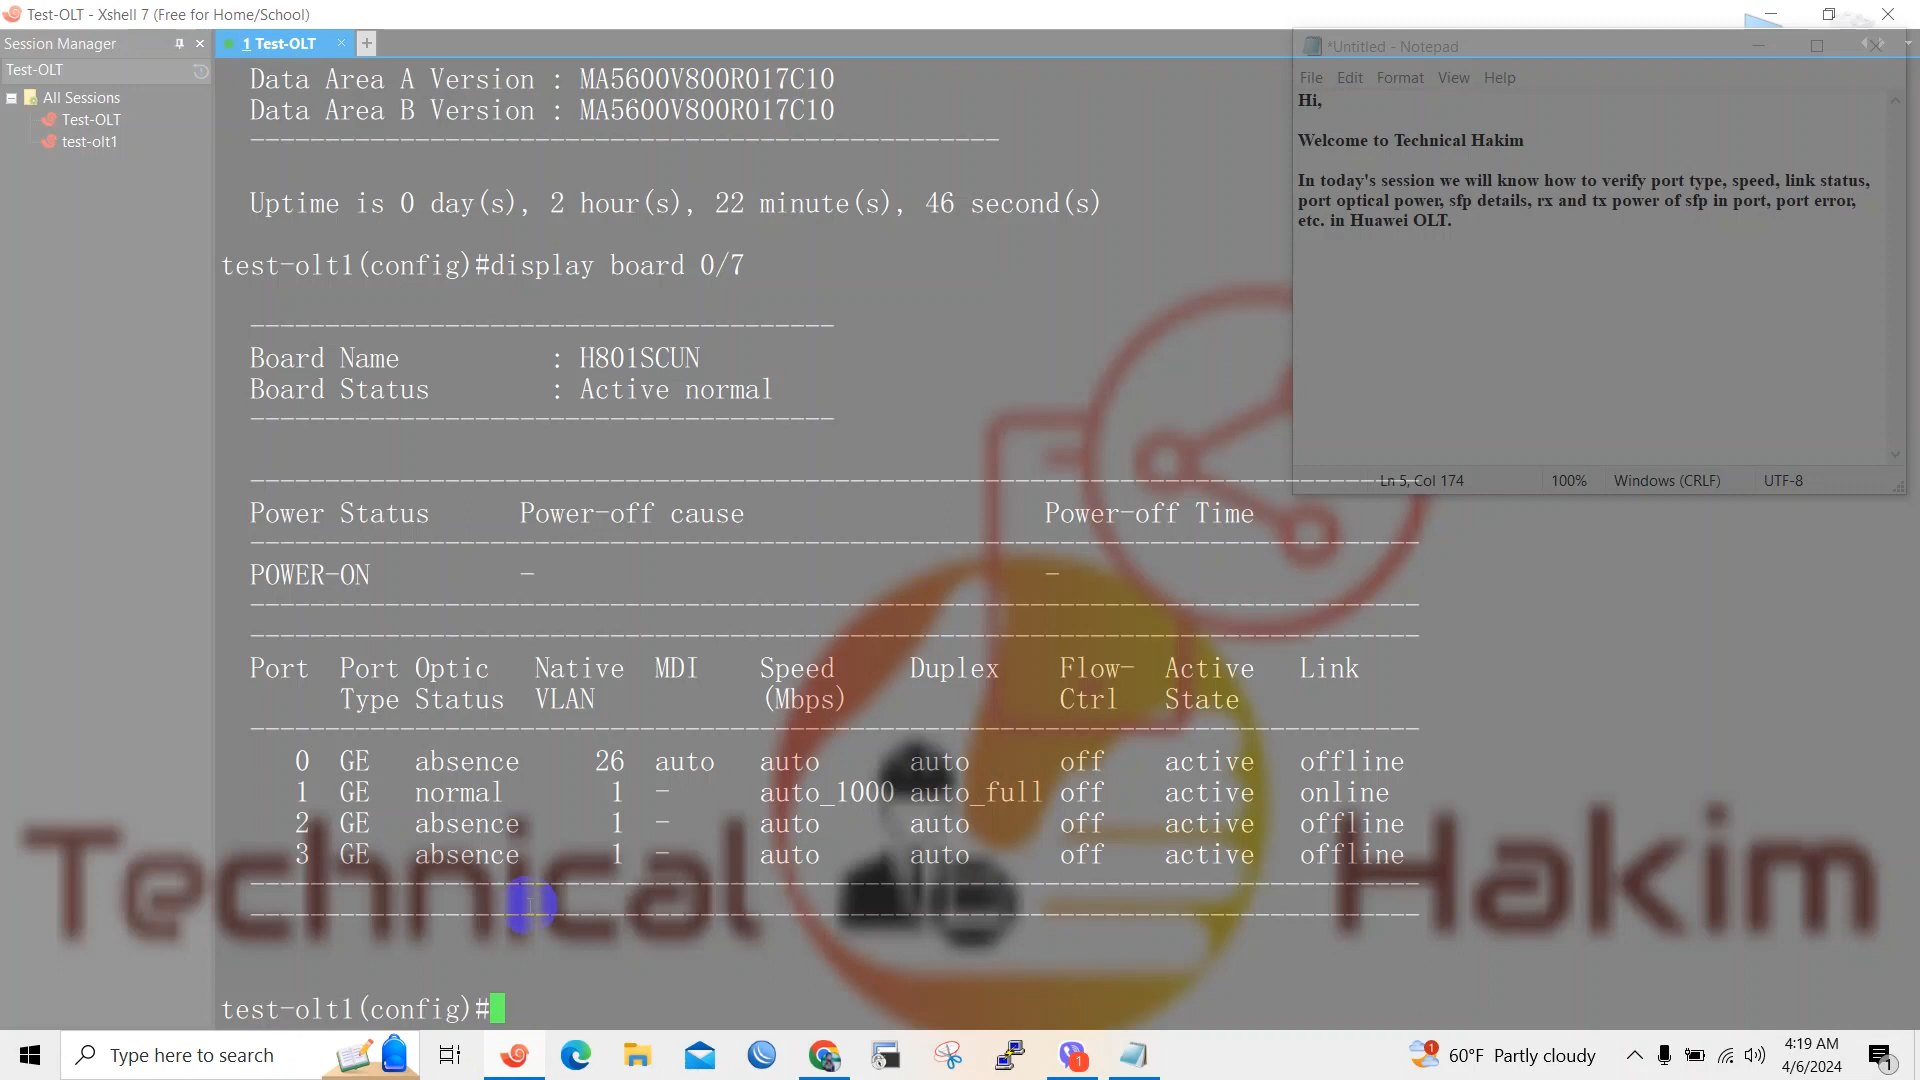 Test-OLT - Xshell 7 (Free for Home/School)
Session Manager
1 Test-OLT
Test-OLT
All Sessions
Test-OLT
test-olt1
Data Area A Version : MA5600V800R017C10
Data Area B Version : MA5600V800R017C10
Uptime is 0 day(s), 2 hour(s), 22 minute(s), 46 second(s)
test-olt1(config)#display board 0/7
Board Name : H801SCUN
Board Status : Active normal
Power Status Power-off cause Power-off Time
POWER-ON - -
Port Port Optic Native MDI Speed Duplex Flow- Active Link
Type Status VLAN (Mbps) Ctrl State
0 GE absence 26 auto auto auto off active offline
1 GE normal 1 - auto_1000 auto_full off active online
2 GE absence 1 - auto auto off active offline
3 GE absence 1 - auto auto off active offline
test-olt1(config)#
*Untitled - Notepad
File Edit Format View Help
Hi,
Welcome to Technical Hakim
In today's session we will know how to verify port type, speed, link status,
port optical power, sfp details, rx and tx power of sfp in port, port error,
etc. in Huawei OLT.
Ln 5, Col 174 100% Windows (CRLF) UTF-8
Technical Hakim
Type here to search
1
1
60°F Partly cloudy
4:19 AM
4/6/2024
1